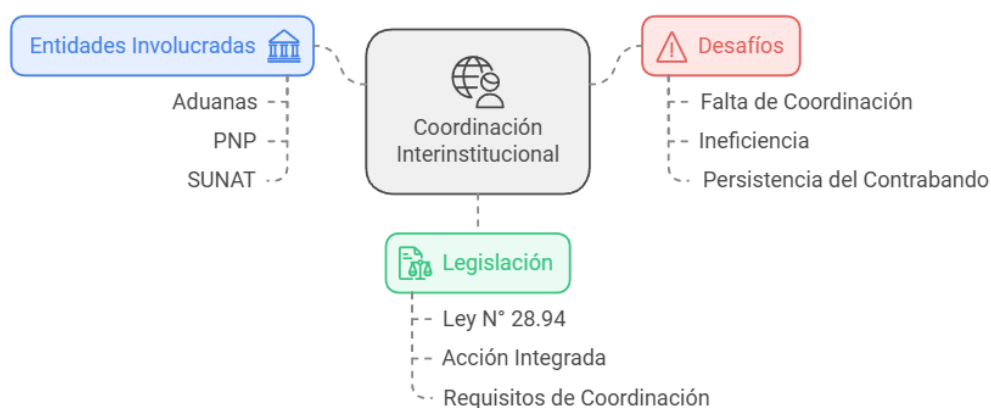 Entidades Involucradas
Aduanas
PNP
SUNAT
Coordinación
Interinstitucional
Desafíos
Falta de Coordinación
Ineficiencia
Persistencia del Contrabando
Legislación
Ley N° 28.94
Acción Integrada
Requisitos de Coordinación